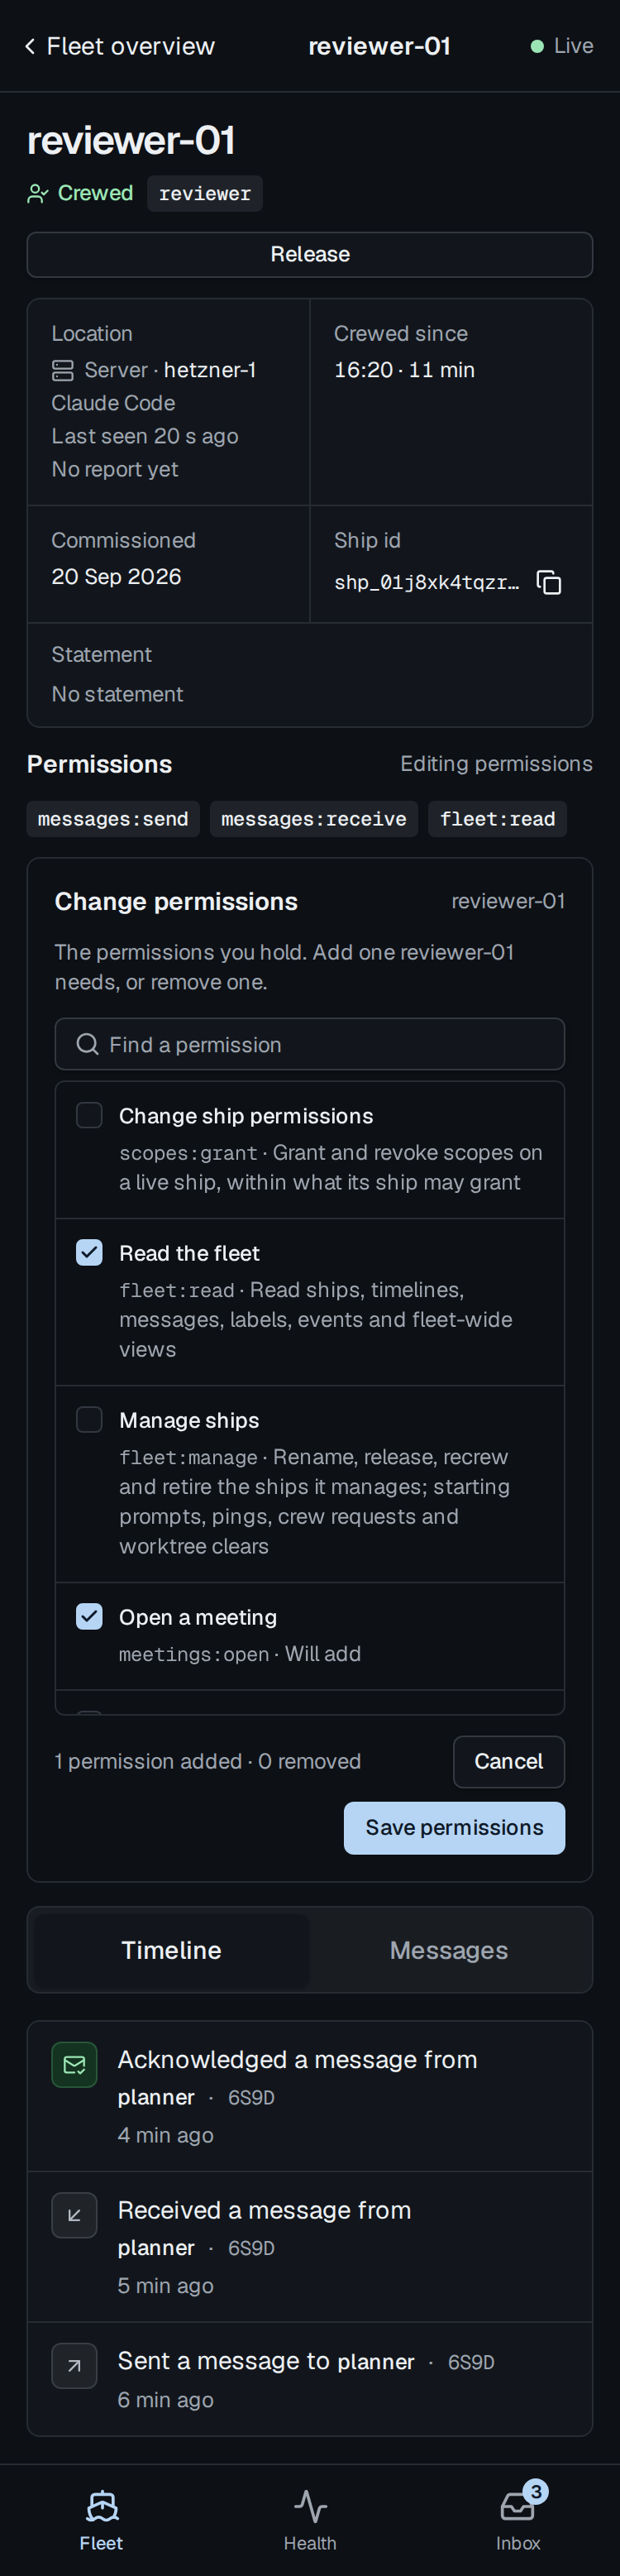 Fleet overview
reviewer-01
Live
reviewer-01
Crewed
reviewer
Release
Location
Server · hetzner-1
Claude Code
Last seen 20 s ago
No report yet
Crewed since
16:20 · 11 min
Commissioned
20 Sep 2026
Ship id
shp_01j8xk4tqzr…
Statement
No statement
Permissions
Editing permissions
messages:send
messages:receive
fleet:read
Change permissions
reviewer-01
The permissions you hold. Add one reviewer-01
needs, or remove one.
Find a permission
Change ship permissions
scopes:grant · Grant and revoke scopes on
a live ship, within what its ship may grant
Read the fleet
fleet:read · Read ships, timelines,
messages, labels, events and fleet-wide
views
Manage ships
fleet:manage · Rename, release, recrew
and retire the ships it manages; starting
prompts, pings, crew requests and
worktree clears
Open a meeting
meetings:open · Will add
1 permission added · 0 removed
Cancel
Save permissions
Timeline
Messages
Acknowledged a message from
planner · 6S9D
4 min ago
Received a message from
planner · 6S9D
5 min ago
Sent a message to planner · 6S9D
6 min ago
3
Fleet
Health
Inbox